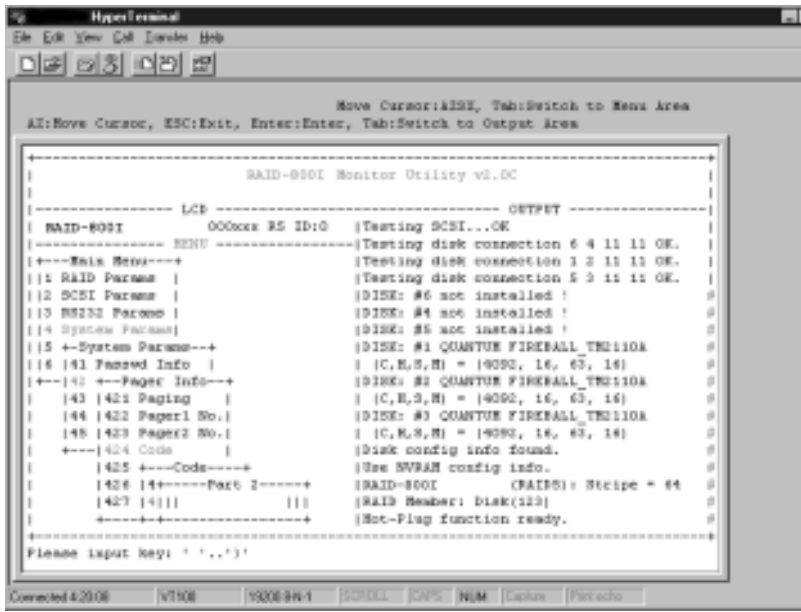 HyperTerminal
File Edit View Call Transfer Help
Move Cursor:AZSX, Tab:Switch to Menu Area
AZ:Move Cursor, ESC:Exit, Enter:Enter, Tab:Switch to Output Area
RAID-800I Monitor Utility v2.0C
LCD OUTPUT
RAID-800I 000xxx R5 ID:0 |Testing SCSI...OK
MENU |Testing disk connection 6 4 11 11 OK.
+---Main Menu---+ |Testing disk connection 1 2 11 11 OK.
||1 RAID Params | |Testing disk connection 5 3 11 11 OK.
||2 SCSI Params | |DISK: #6 not installed !
||3 RS232 Params | |DISK: #4 not installed !
||4 System Params| |DISK: #5 not installed !
||5 +-System Params--+ |DISK: #1 QUANTUM FIREBALL_TM2110A
||6 |41 Passwd Info | | (C,H,S,M) = (4092, 16, 63, 16)
|+--|42 +---Pager Info--+ |DISK: #2 QUANTUM FIREBALL_TM2110A
| |43 |421 Paging | | (C,H,S,M) = (4092, 16, 63, 16)
| |44 |422 Pager1 No.| |DISK: #3 QUANTUM FIREBALL_TM2110A
| |45 |423 Pager2 No.| | (C,H,S,M) = (4092, 16, 63, 16)
| +---|424 Code | |Disk config info found.
| |425 +---Code----+ |Use NVRAM config info.
| |426 |4+------Part 2------+ |RAID-800I (RAID5): Stripe = 64
| |427 |4||| ||| |RAID Member: Disk(123)
| +----+-+------------------+ |Hot-Plug function ready.
Please input key: ' '..')'
Connected 4:20:08 VT100 19200 8-N-1 SCROLL CAPS NUM Capture Print echo